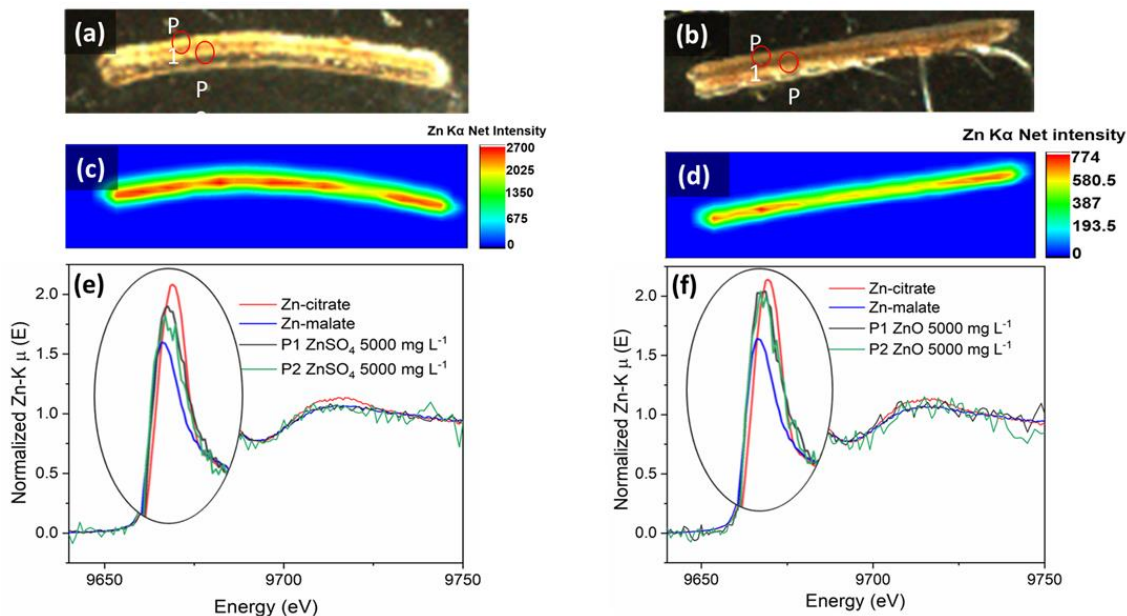 (a)
P
1
P
(b)
P
1
P
Zn Kα Net Intensity
(c)
2700
2025
1350
675
0
Zn Kα Net intensity
(d)
774
580.5
387
193.5
0
(e)
Normalized Zn-K μ (E)
2.0
1.5
1.0
0.5
0.0
Zn-citrate
Zn-malate
P1 ZnSO₄ 5000 mg L⁻¹
P2 ZnSO₄ 5000 mg L⁻¹
9650
9700
9750
Energy (eV)
(f)
Normalized Zn-K μ (E)
2.0
1.5
1.0
0.5
0.0
Zn-citrate
Zn-malate
P1 ZnO 5000 mg L⁻¹
P2 ZnO 5000 mg L⁻¹
9650
9700
9750
Energy (eV)